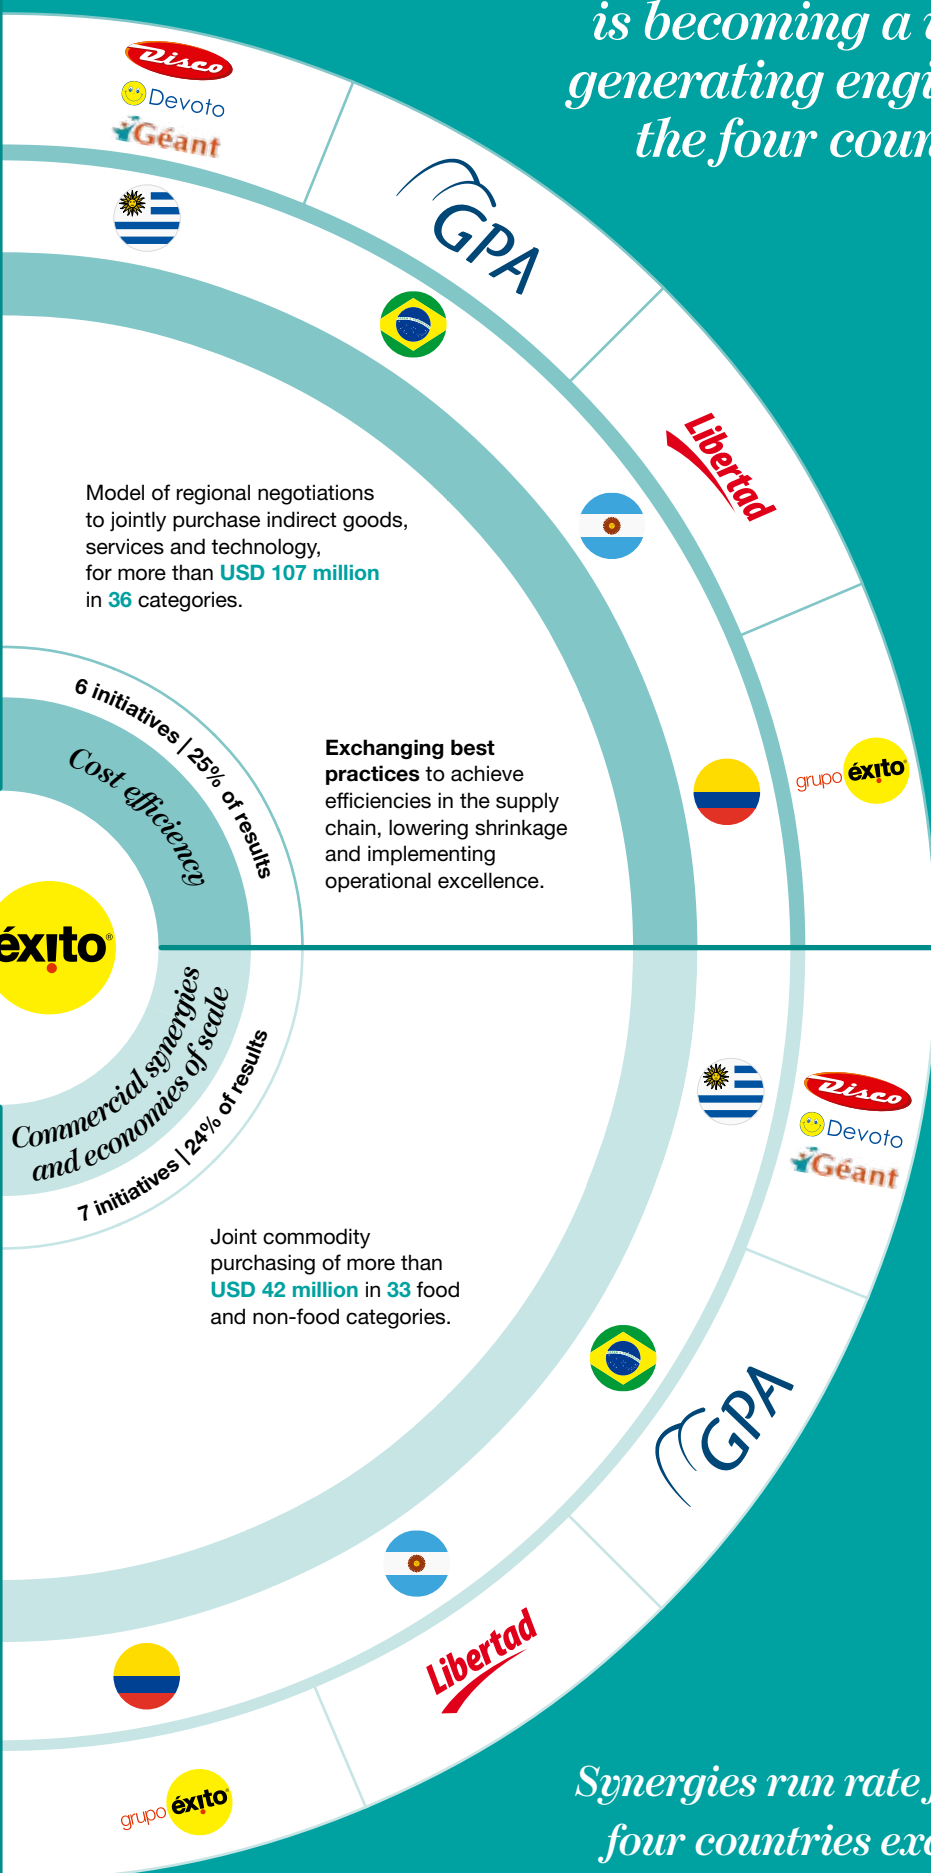 is becoming a
generating
the four
Disco
Devoto
Géant
GPA
Libertad
grupo éxito
Model of regional negotiations
to jointly purchase indirect goods,
services and technology,
for more than USD 107 million
in 36 categories.
6 initiatives | 25% of results
Cost efficiency
Exchanging best
practices to achieve
efficiencies in the supply
chain, lowering shrinkage
and implementing
operational excellence.
éxito®
Commercial synergies
and economies of scale
7 initiatives | 24% of results
Joint commodity
purchasing of more than
USD 42 million in 33 food
and non-food categories.
Disco
Devoto
Géant
GPA
Libertad
grupo éxito
Synergies run rate
four countries